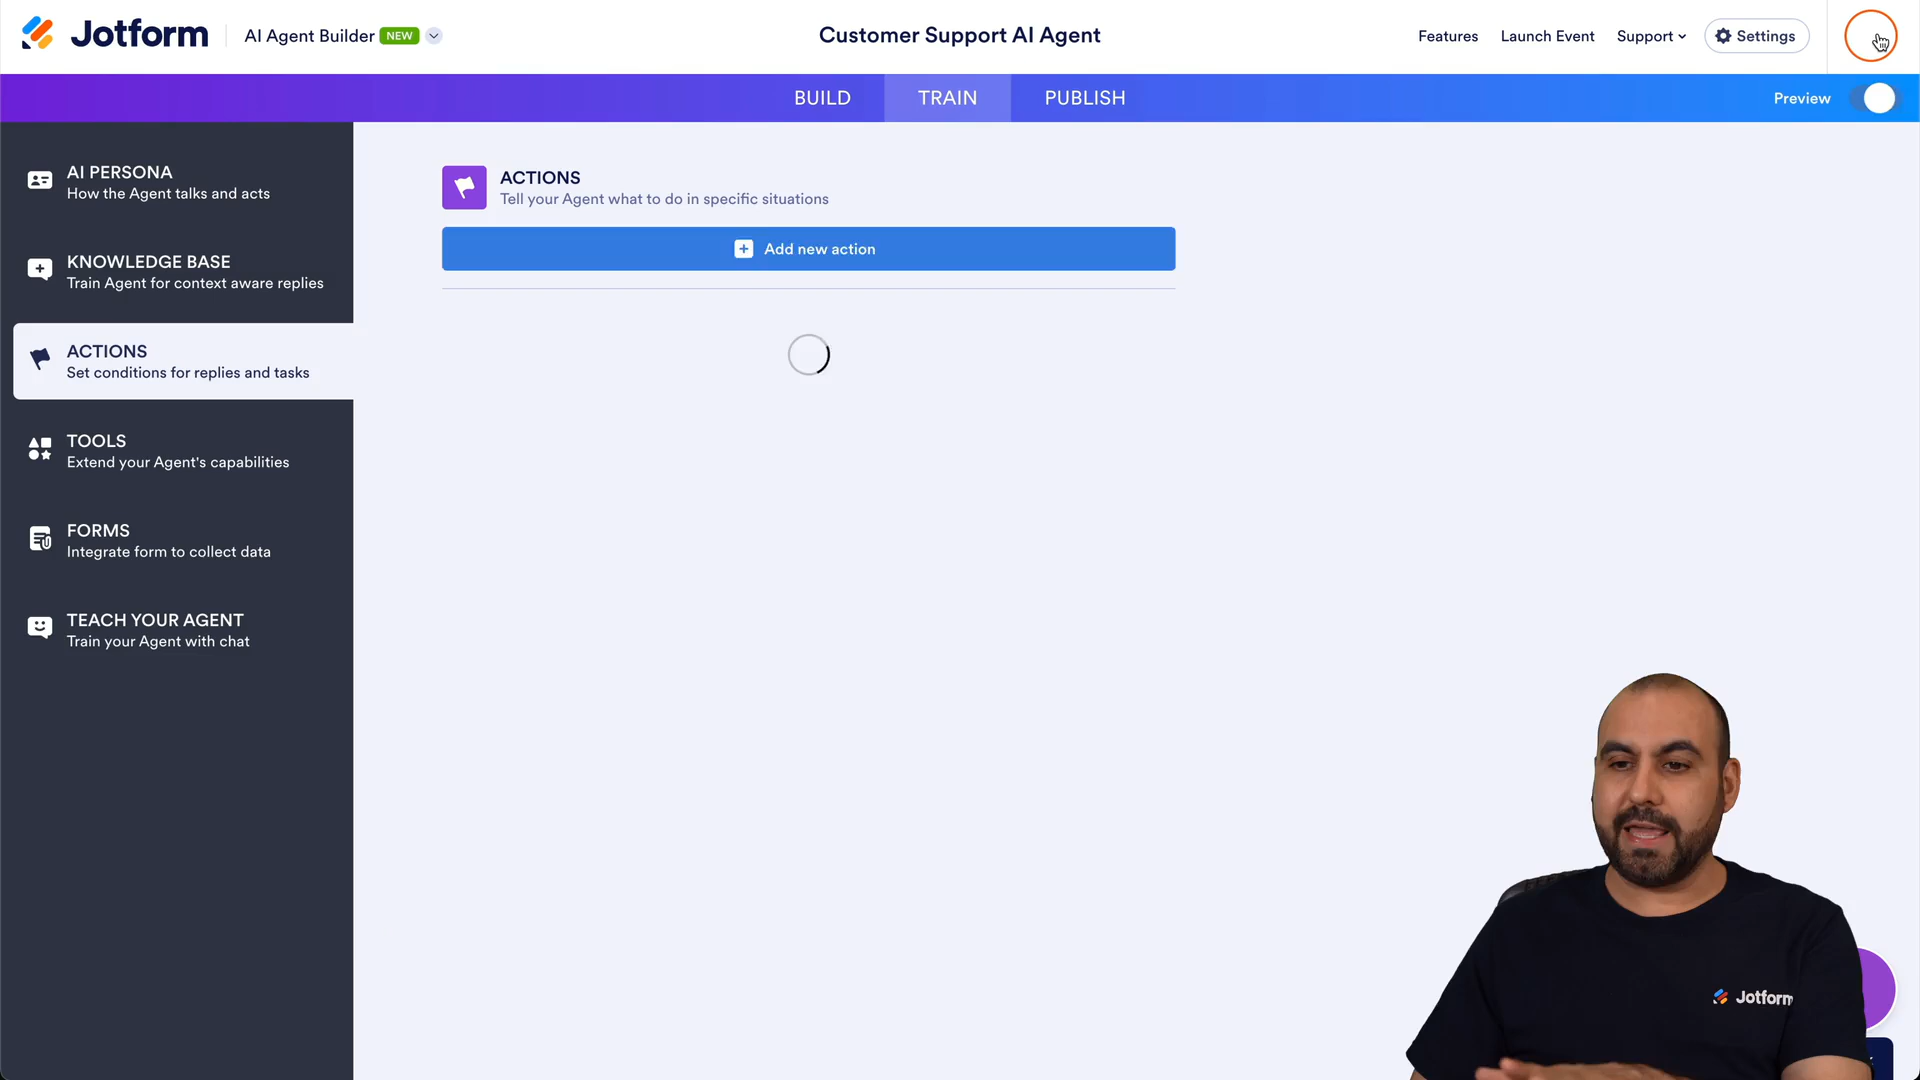 Jotform
AI Agent Builder NEW
Customer Support AI Agent
Features
Launch Event
Support
Settings
BUILD
TRAIN
PUBLISH
Preview
AI PERSONA
How the Agent talks and acts
KNOWLEDGE BASE
Train Agent for context aware replies
ACTIONS
Set conditions for replies and tasks
TOOLS
Extend your Agent's capabilities
FORMS
Integrate form to collect data
TEACH YOUR AGENT
Train your Agent with chat
ACTIONS
Tell your Agent what to do in specific situations
Add new action
Jotform